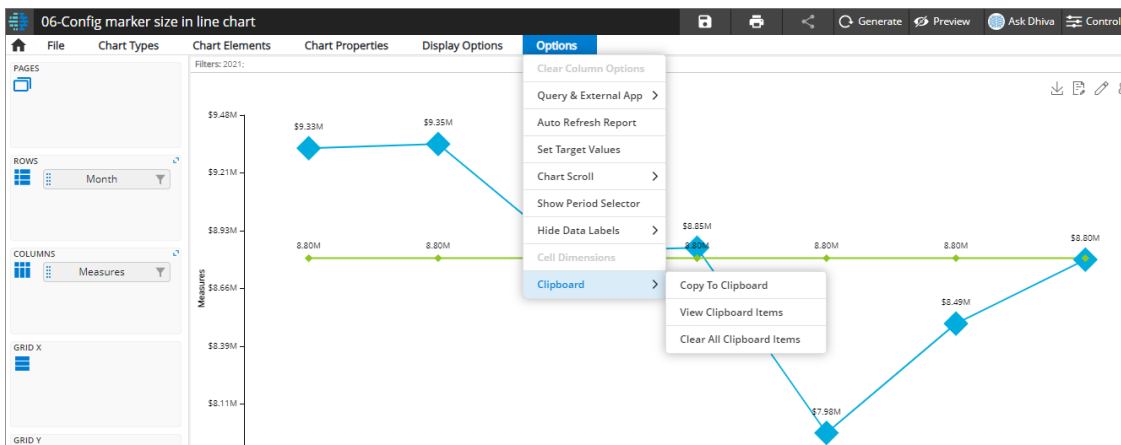 06-Config marker size in line chart
Generate Preview Ask Dhiva Control
File Chart Types Chart Elements Chart Properties Display Options Options
PAGES
Filters: 2021;
Clear Column Options
Query & External App
Auto Refresh Report
Set Target Values
Chart Scroll
Show Period Selector
Hide Data Labels
Cell Dimensions
Clipboard
Copy To Clipboard
View Clipboard Items
Clear All Clipboard Items
ROWS
Month
COLUMNS
Measures
GRID X
GRID Y
Measures
$9.48M
$9.21M
$8.93M
$8.66M
$8.39M
$8.11M
$9.33M
$9.35M
$8.85M
$7.98M
$8.49M
$8.80M
8.80M
8.80M
8.80M
8.80M
8.80M